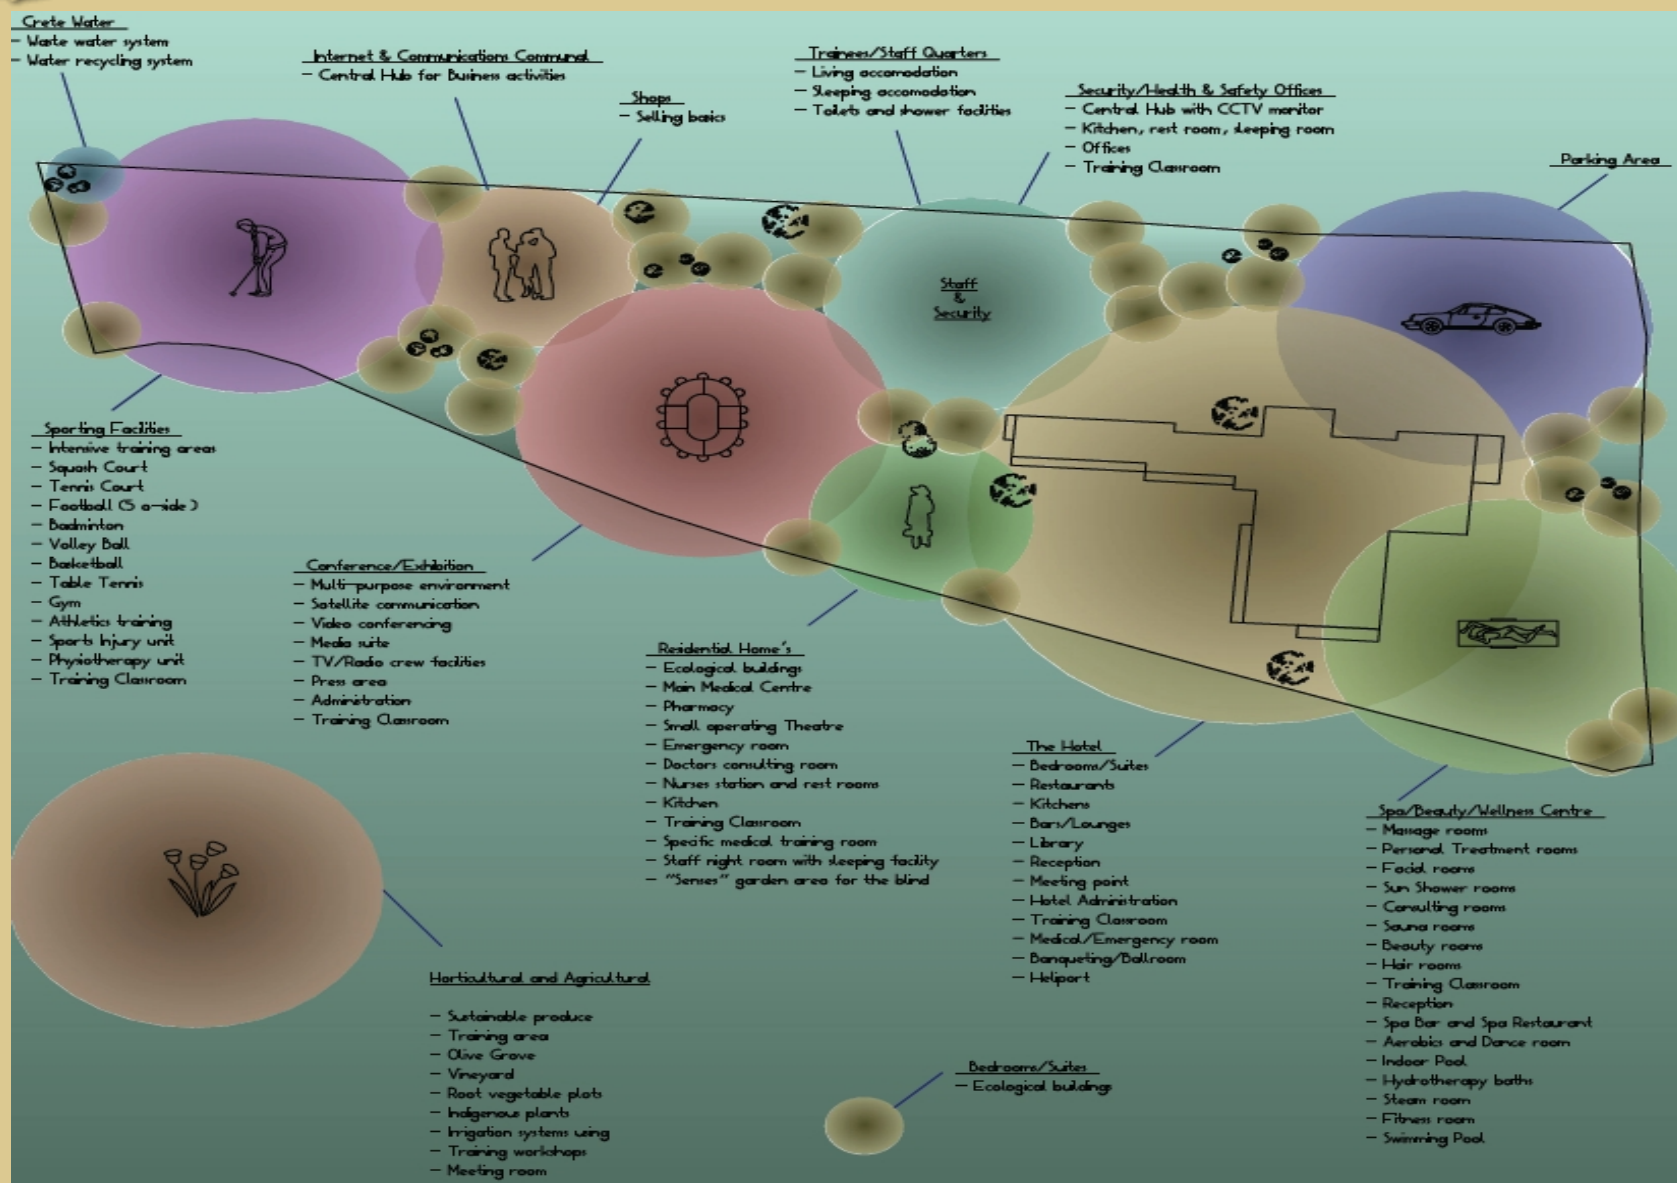 Crete Water
- Waste water system
- Water recycling system
Internet & Communications Communal
- Central Hub for Business activities
Shops
- Selling basics
Trainees/Staff Quarters
- Living accomodation
- Sleeping accomodation
- Toilets and shower facilities
Security/Health & Safety Offices
- Central Hub with CCTV monitor
- Kitchen, rest room, sleeping room
- Offices
- Training Classroom
Parking Area
Staff
&
Security
Sporting Facilities
- Intensive training areas
- Squash Court
- Tennis Court
- Football (5 a-side)
- Badminton
- Volley Ball
- Basketball
- Table Tennis
- Gym
- Athletics training
- Sports Injury unit
- Physiotherapy unit
- Training Classroom
Conference/Exhibition
- Multi-purpose environment
- Satellite communication
- Video conferencing
- Media suite
- TV/Radio crew facilities
- Press area
- Administration
- Training Classroom
Residential Home's
- Ecological buildings
- Main Medical Centre
- Pharmacy
- Small operating Theatre
- Emergency room
- Doctors consulting room
- Nurses station and rest rooms
- Kitchen
- Training Classroom
- Specific medical training room
- Staff night room with sleeping facility
- "Senses" garden area for the blind
The Hotel
- Bedrooms/Suites
- Restaurants
- Kitchens
- Bars/Lounges
- Library
- Reception
- Meeting point
- Hotel Administration
- Training Classroom
- Medical/Emergency room
- Banqueting/Ballroom
- Heliport
Spa/Beauty/Wellness Centre
- Massage rooms
- Personal Treatment rooms
- Facial rooms
- Sun Shower rooms
- Consulting rooms
- Sauna rooms
- Beauty rooms
- Hair rooms
- Training Classroom
- Reception
- Spa Bar and Spa Restaurant
- Aerobics and Dance room
- Indoor Pool
- Hydrotherapy baths
- Steam room
- Fitness room
- Swimming Pool
Horticultural and Agricultural
- Sustainable produce
- Training area
- Olive Grove
- Vineyard
- Root vegetable plots
- Indigenous plants
- Irrigation systems using
- Training workshops
- Meeting room
Bedrooms/Suites
- Ecological buildings